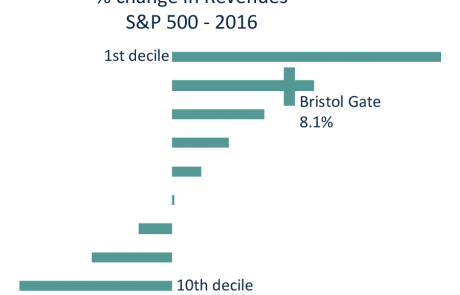 % change in Revenues
S&P 500 - 2016
1st decile
Bristol Gate
8.1%
10th decile